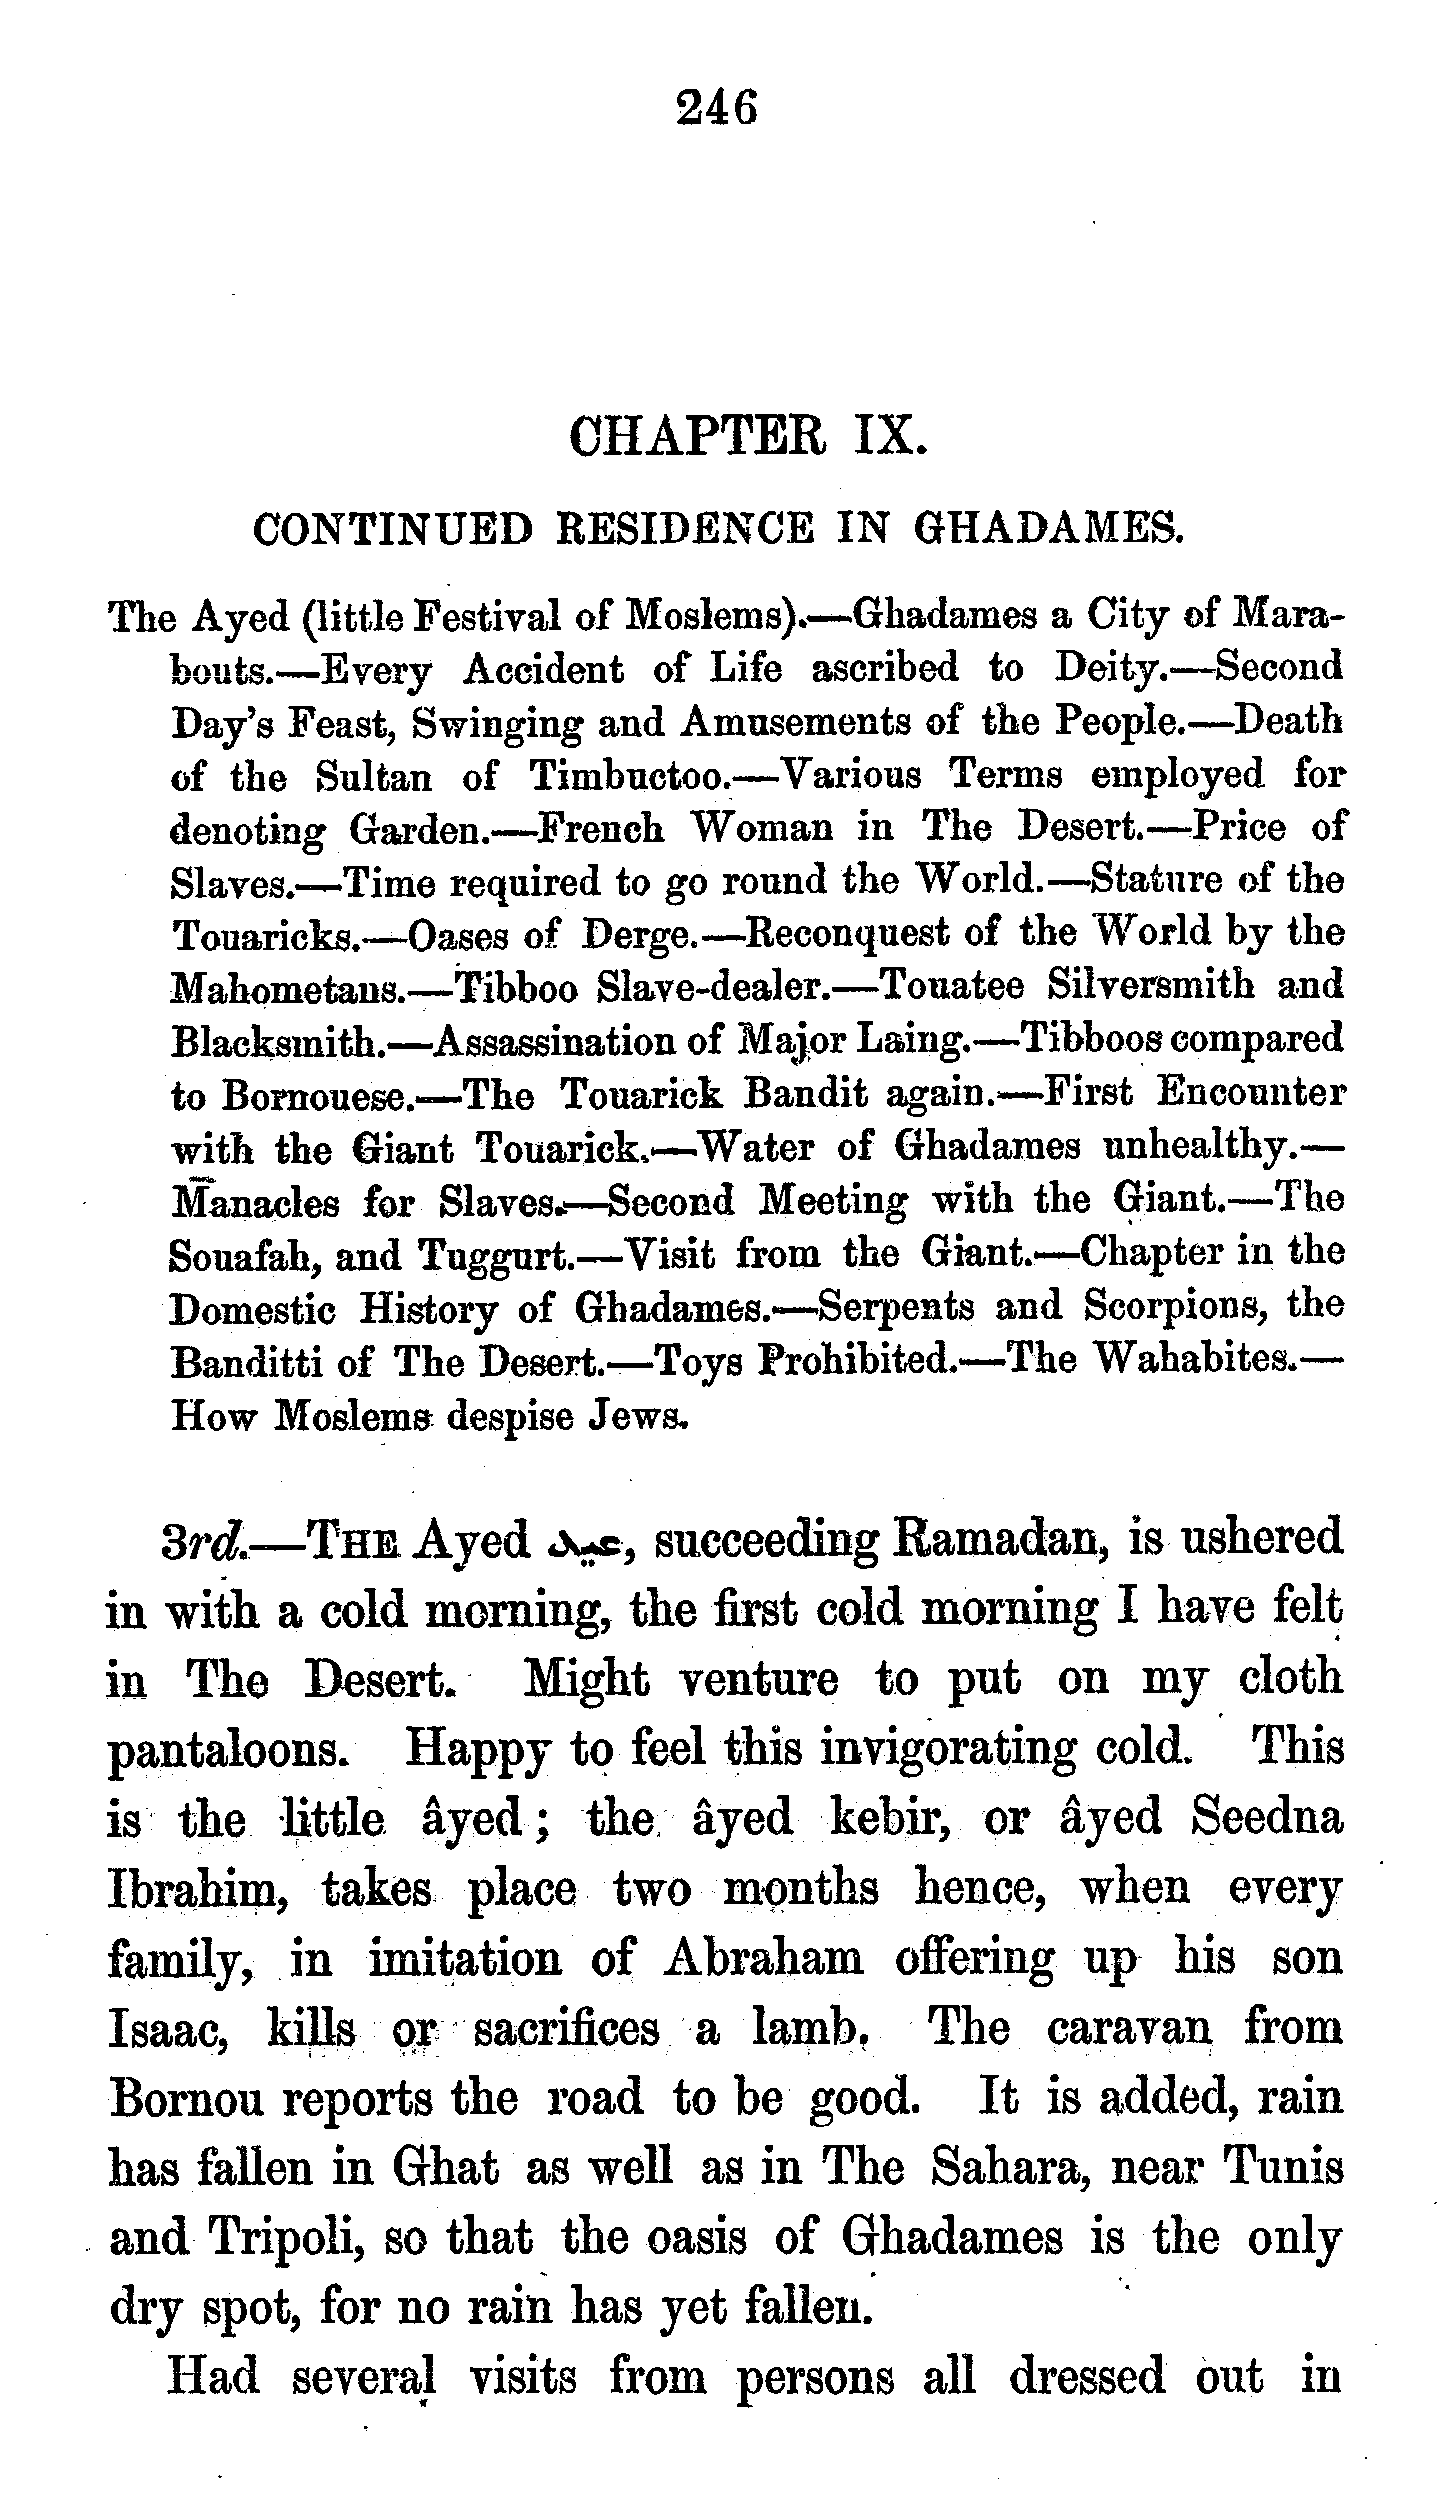 246
CHAPTER IX.
CONTINUED RESIDENCE IN GHADAMES.
The Ayed (little Festival of Moslems).—Ghadames a City of Mara-
bouts.—Every Accident of Life ascribed to Deity.—Second
Day's Feast, Swinging and Amusements of the People.—Death
of the Sultan of Timbuctoo.—Various Terms employed for
denoting Garden.—French Woman in The Desert.—Price of
Slaves.—Time required to go round the World.—Stature of the
Touaricks.—Oases of Derge.—Reconquest of the World by the
Mahometans.—Tibboo Slave-dealer.—Touatee Silversmith and
Blacksmith.—Assassination of Major Laing.—Tibboos compared
to Bornouese.—The Touarick Bandit again.—First Encounter
with the Giant Touarick.—Water of Ghadames unhealthy.—
Manacles for Slaves.—Second Meeting with the Giant.—The
Souafah, and Tuggurt.—Visit from the Giant.—Chapter in the
Domestic History of Ghadames.—Serpents and Scorpions, the
Banditti of The Desert.—Toys Prohibited.—The Wahabites.—
How Moslems despise Jews.
3rd.—THE Ayed عيد, succeeding Ramadan, is ushered
in with a cold morning, the first cold morning I have felt
in The Desert. Might venture to put on my cloth
pantaloons. Happy to feel this invigorating cold. This
is the little âyed; the âyed kebir, or âyed Seedna
Ibrahim, takes place two months hence, when every
family, in imitation of Abraham offering up his son
Isaac, kills or sacrifices a lamb. The caravan from
Bornou reports the road to be good. It is added, rain
has fallen in Ghat as well as in The Sahara, near Tunis
and Tripoli, so that the oasis of Ghadames is the only
dry spot, for no rain has yet fallen.
Had several visits from persons all dressed out in